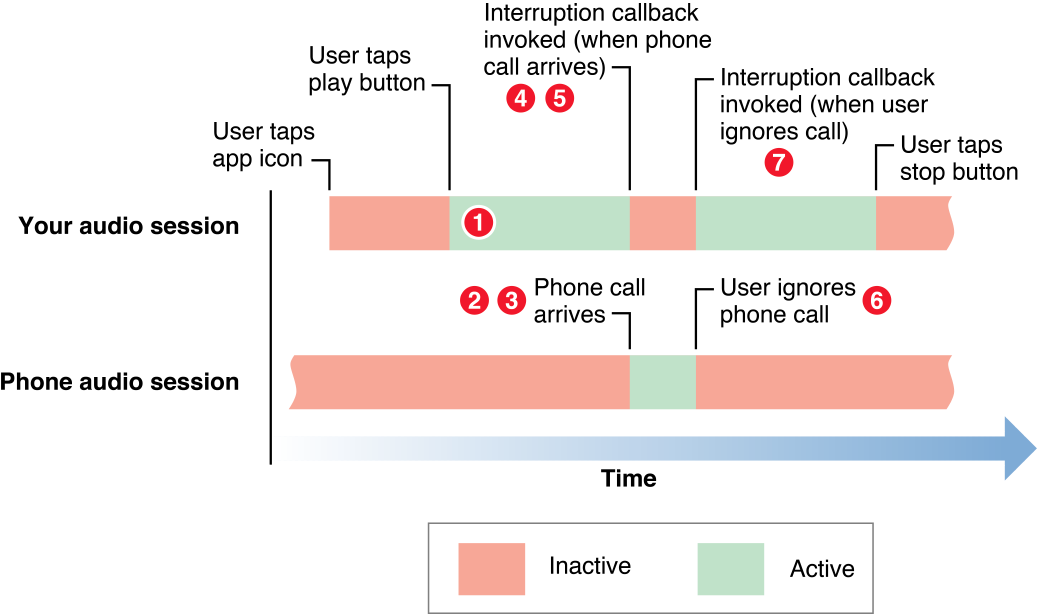 Interruption callback
invoked (when phone
call arrives)
4 5
User taps
play button
Interruption callback
invoked (when user
ignores call)
7
User taps
app icon
User taps
stop button
Your audio session
1
2 3
Phone call
arrives
User ignores
phone call
6
Phone audio session
Time
Inactive
Active